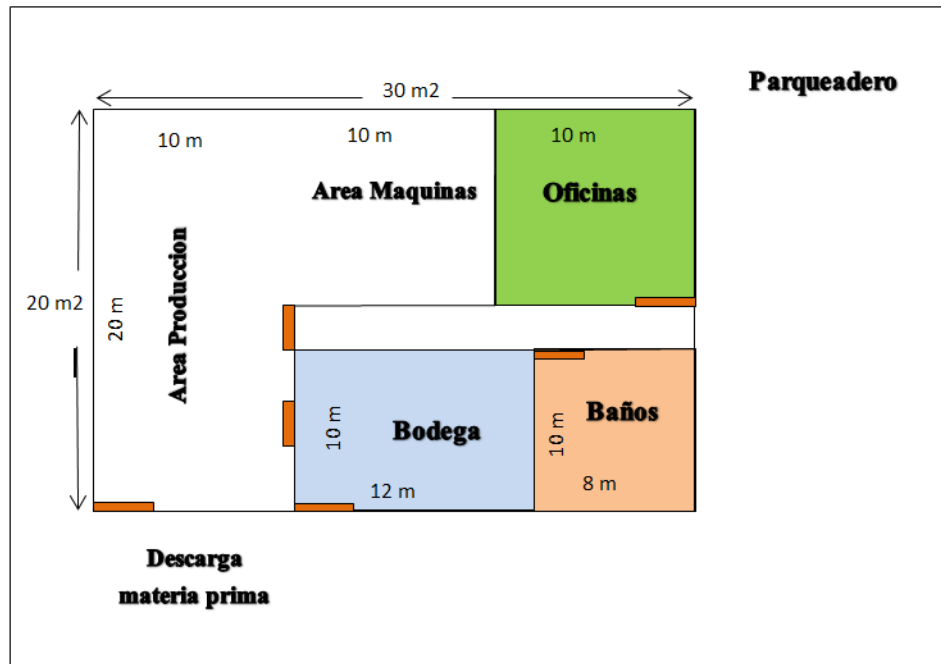 Parqueadero
30 m2
10 m
10 m
10 m
Area Maquinas
Oficinas
20 m2
20 m
Area Produccion
10 m
Bodega
12 m
10 m
Baños
8 m
Descarga
materia prima